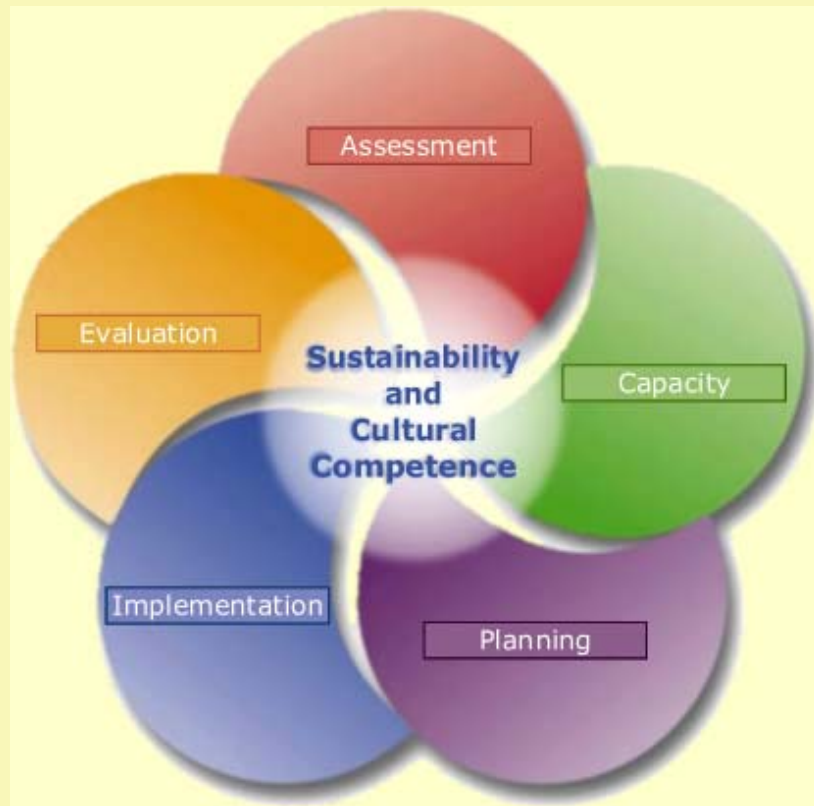 Assessment
Evaluation
Sustainability
and
Cultural
Competence
Capacity
Implementation
Planning